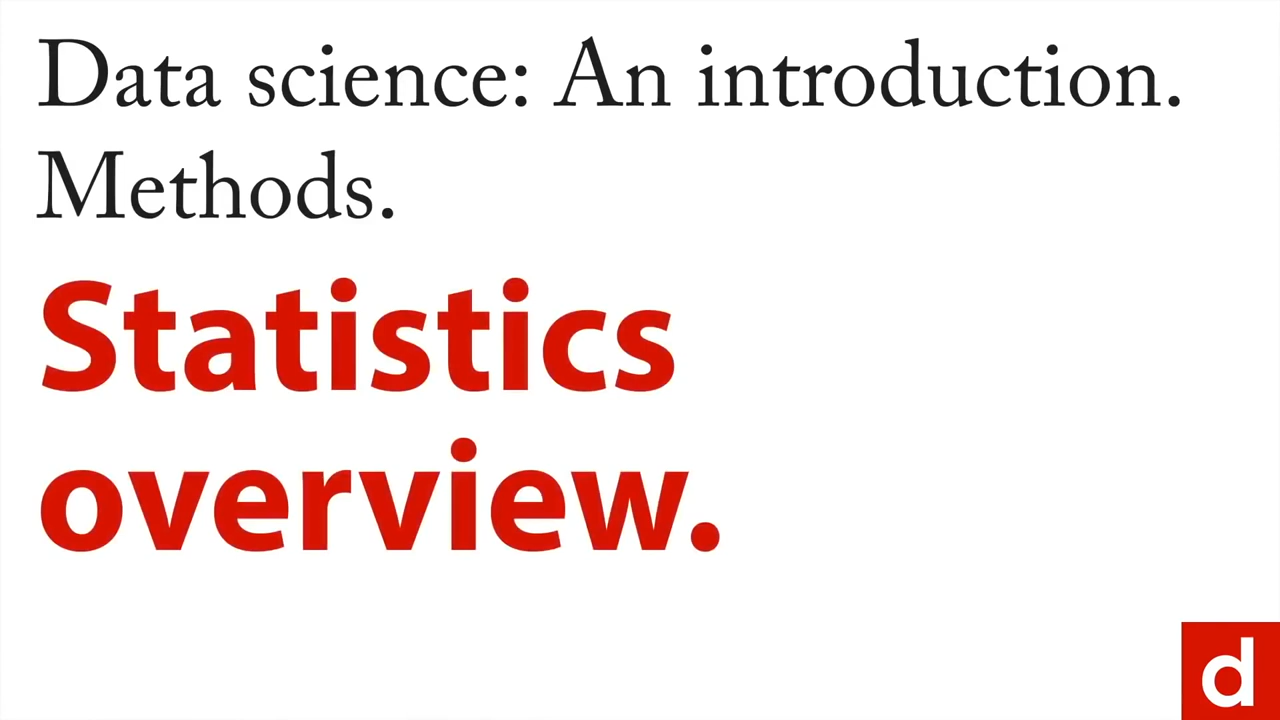 Data science: An introduction.
Methods.
Statistics
overview.
d